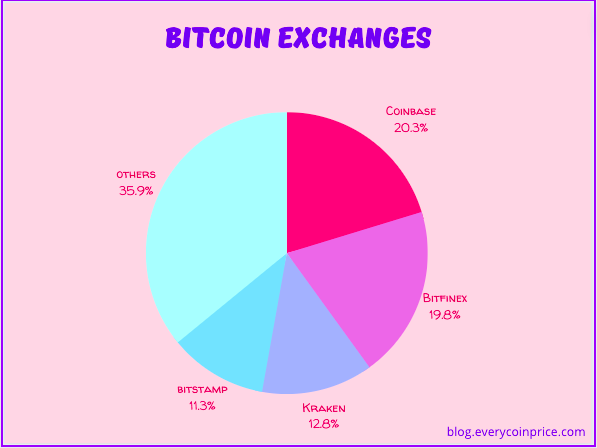 BITCOIN EXCHANGES
Coinbase
20.3%
others
35.9%
Bitfinex
19.8%
bitstamp
11.3%
Kraken
12.8%
blog.everycoinprice.com